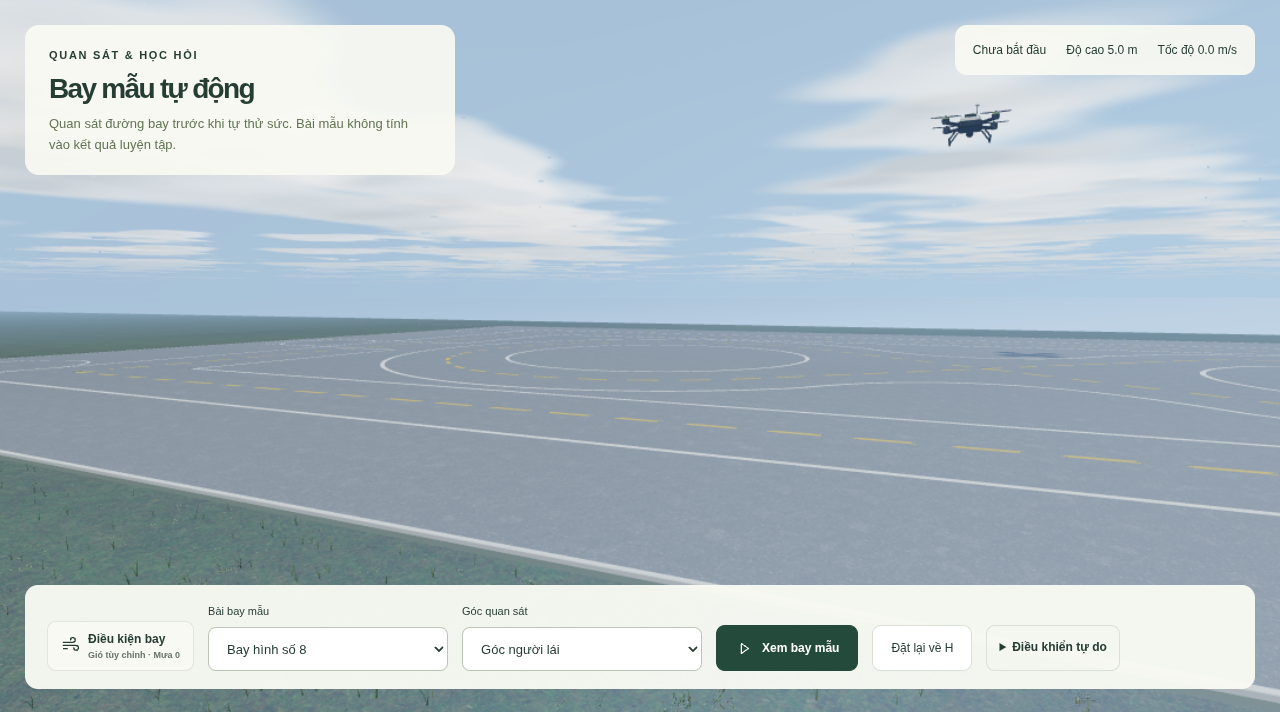 QUAN SÁT & HỌC HỎI
Bay mẫu tự động
Quan sát đường bay trước khi tự thử sức. Bài mẫu không tính
vào kết quả luyện tập.
Chưa bắt đầu Độ cao 5.0 m Tốc độ 0.0 m/s
Bài bay mẫu
Góc quan sát
Điều kiện bay
Gió tùy chỉnh · Mưa 0
Bay hình số 8
Góc người lái
Xem bay mẫu
Đặt lại về H
Điều khiển tự do